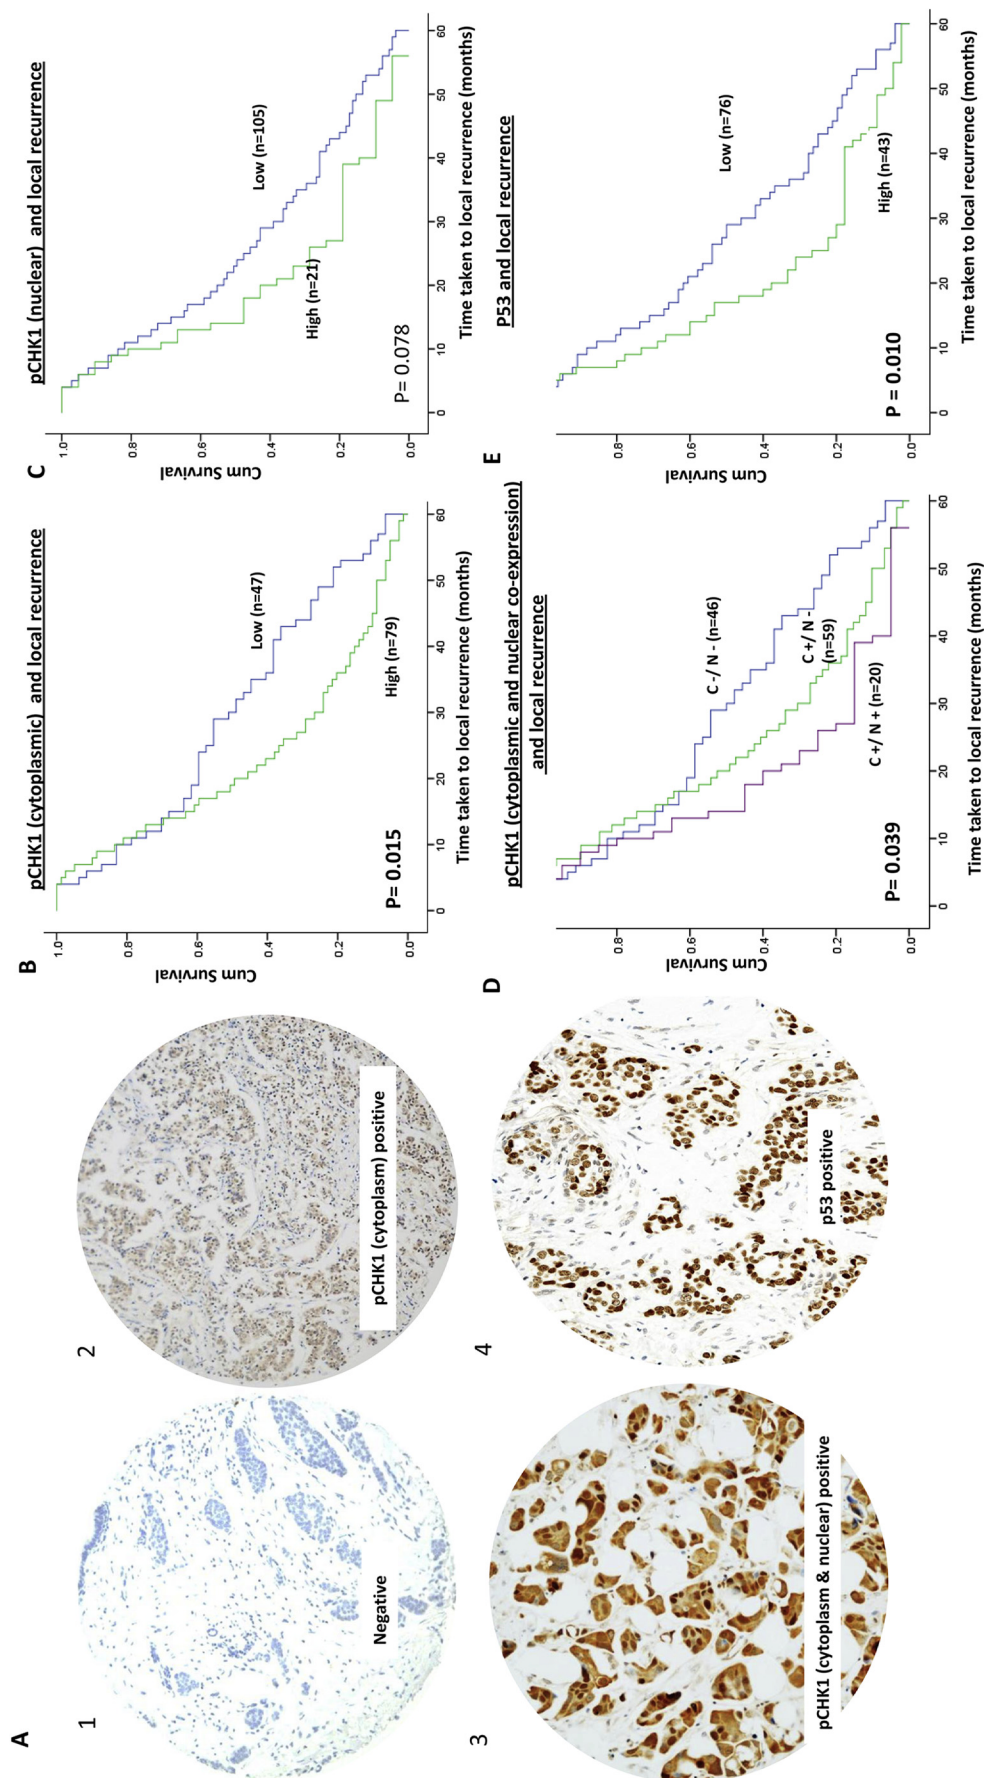 A
1
Negative
2
pCHK1 (cytoplasm) positive
3
pCHK1 (cytoplasm & nuclear) positive
4
p53 positive
B
pCHK1 (cytoplasmic) and local recurrence
Cum Survival
1.0
0.8
0.6
0.4
0.2
0.0
Low (n=47)
High (n=79)
P= 0.015
0 10 20 30 40 50 60
Time taken to local recurrence (months)
C
pCHK1 (nuclear) and local recurrence
Cum Survival
1.0
0.8
0.6
0.4
0.2
0.0
Low (n=105)
High (n=21)
P= 0.078
0 10 20 30 40 50 60
Time taken to local recurrence (months)
D
pCHK1 (cytoplasmic and nuclear co-expression)
and local recurrence
Cum Survival
0.8
0.6
0.4
0.2
0.0
C -/ N - (n=46)
C +/ N -
(n=59)
C +/ N + (n=20)
P= 0.039
0 10 20 30 40 50 60
Time taken to local recurrence (months)
E
P53 and local recurrence
Cum Survival
0.8
0.6
0.4
0.2
0.0
Low (n=76)
High (n=43)
P = 0.010
0 10 20 30 40 50 60
Time taken to local recurrence (months)